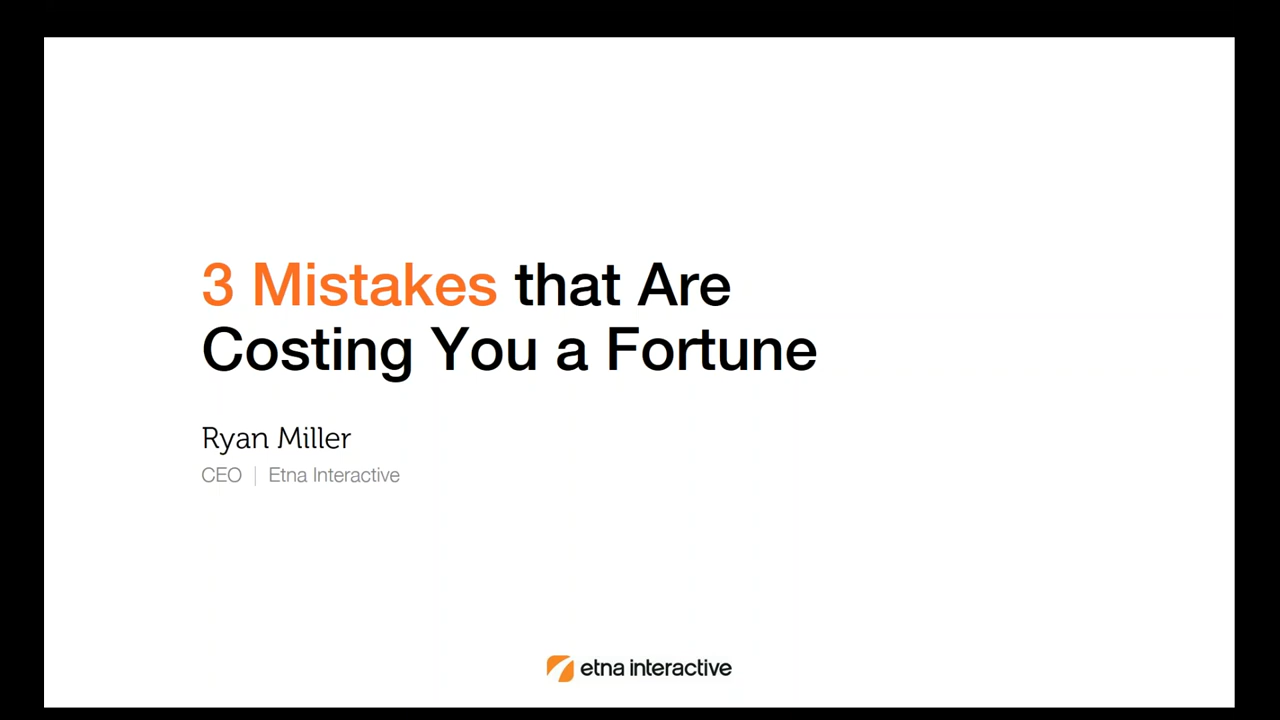 3 Mistakes that Are
Costing You a Fortune
Ryan Miller
CEO | Etna Interactive
etna interactive